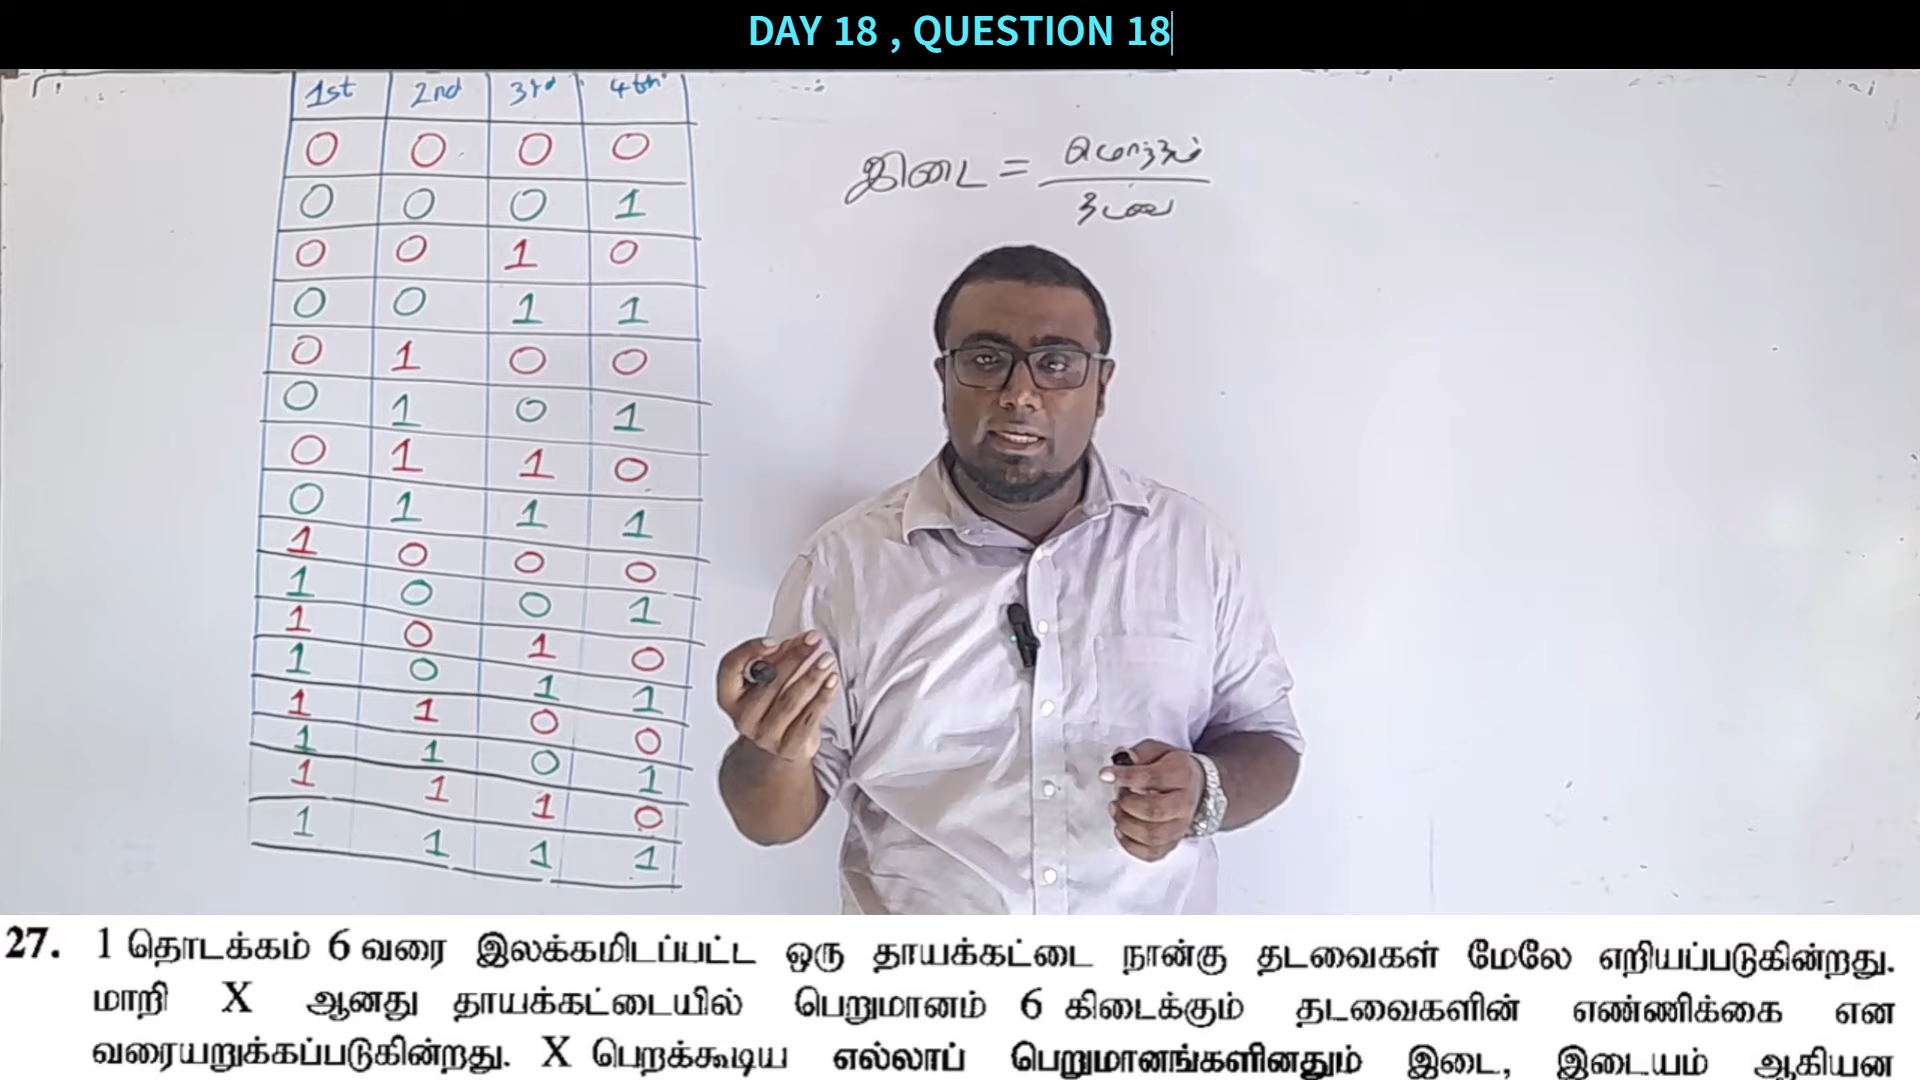 DAY 18 , QUESTION 18
1st 2nd 3rd 4th
0 0 0 0
0 0 0 1
0 0 1 0
0 0 1 1
0 1 0 0
0 1 0 1
0 1 1 0
0 1 1 1
1 0 0 0
1 0 0 1
1 0 1 0
1 0 1 1
1 1 0 0
1 1 0 1
1 1 1 0
1 1 1 1
இடை = மொத்தம்
தடவை
27. 1 தொடக்கம் 6 வரை இலக்கமிடப்பட்ட ஒரு தாயக்கட்டை நான்கு தடவைகள் மேலே எறியப்படுகின்றது.
மாறி X ஆனது தாயக்கட்டையில் பெறுமானம் 6 கிடைக்கும் தடவைகளின் எண்ணிக்கை என
வரையறுக்கப்படுகின்றது. X பெறக்கூடிய எல்லாப் பெறுமானங்களினதும் இடை, இடையம் ஆகியன